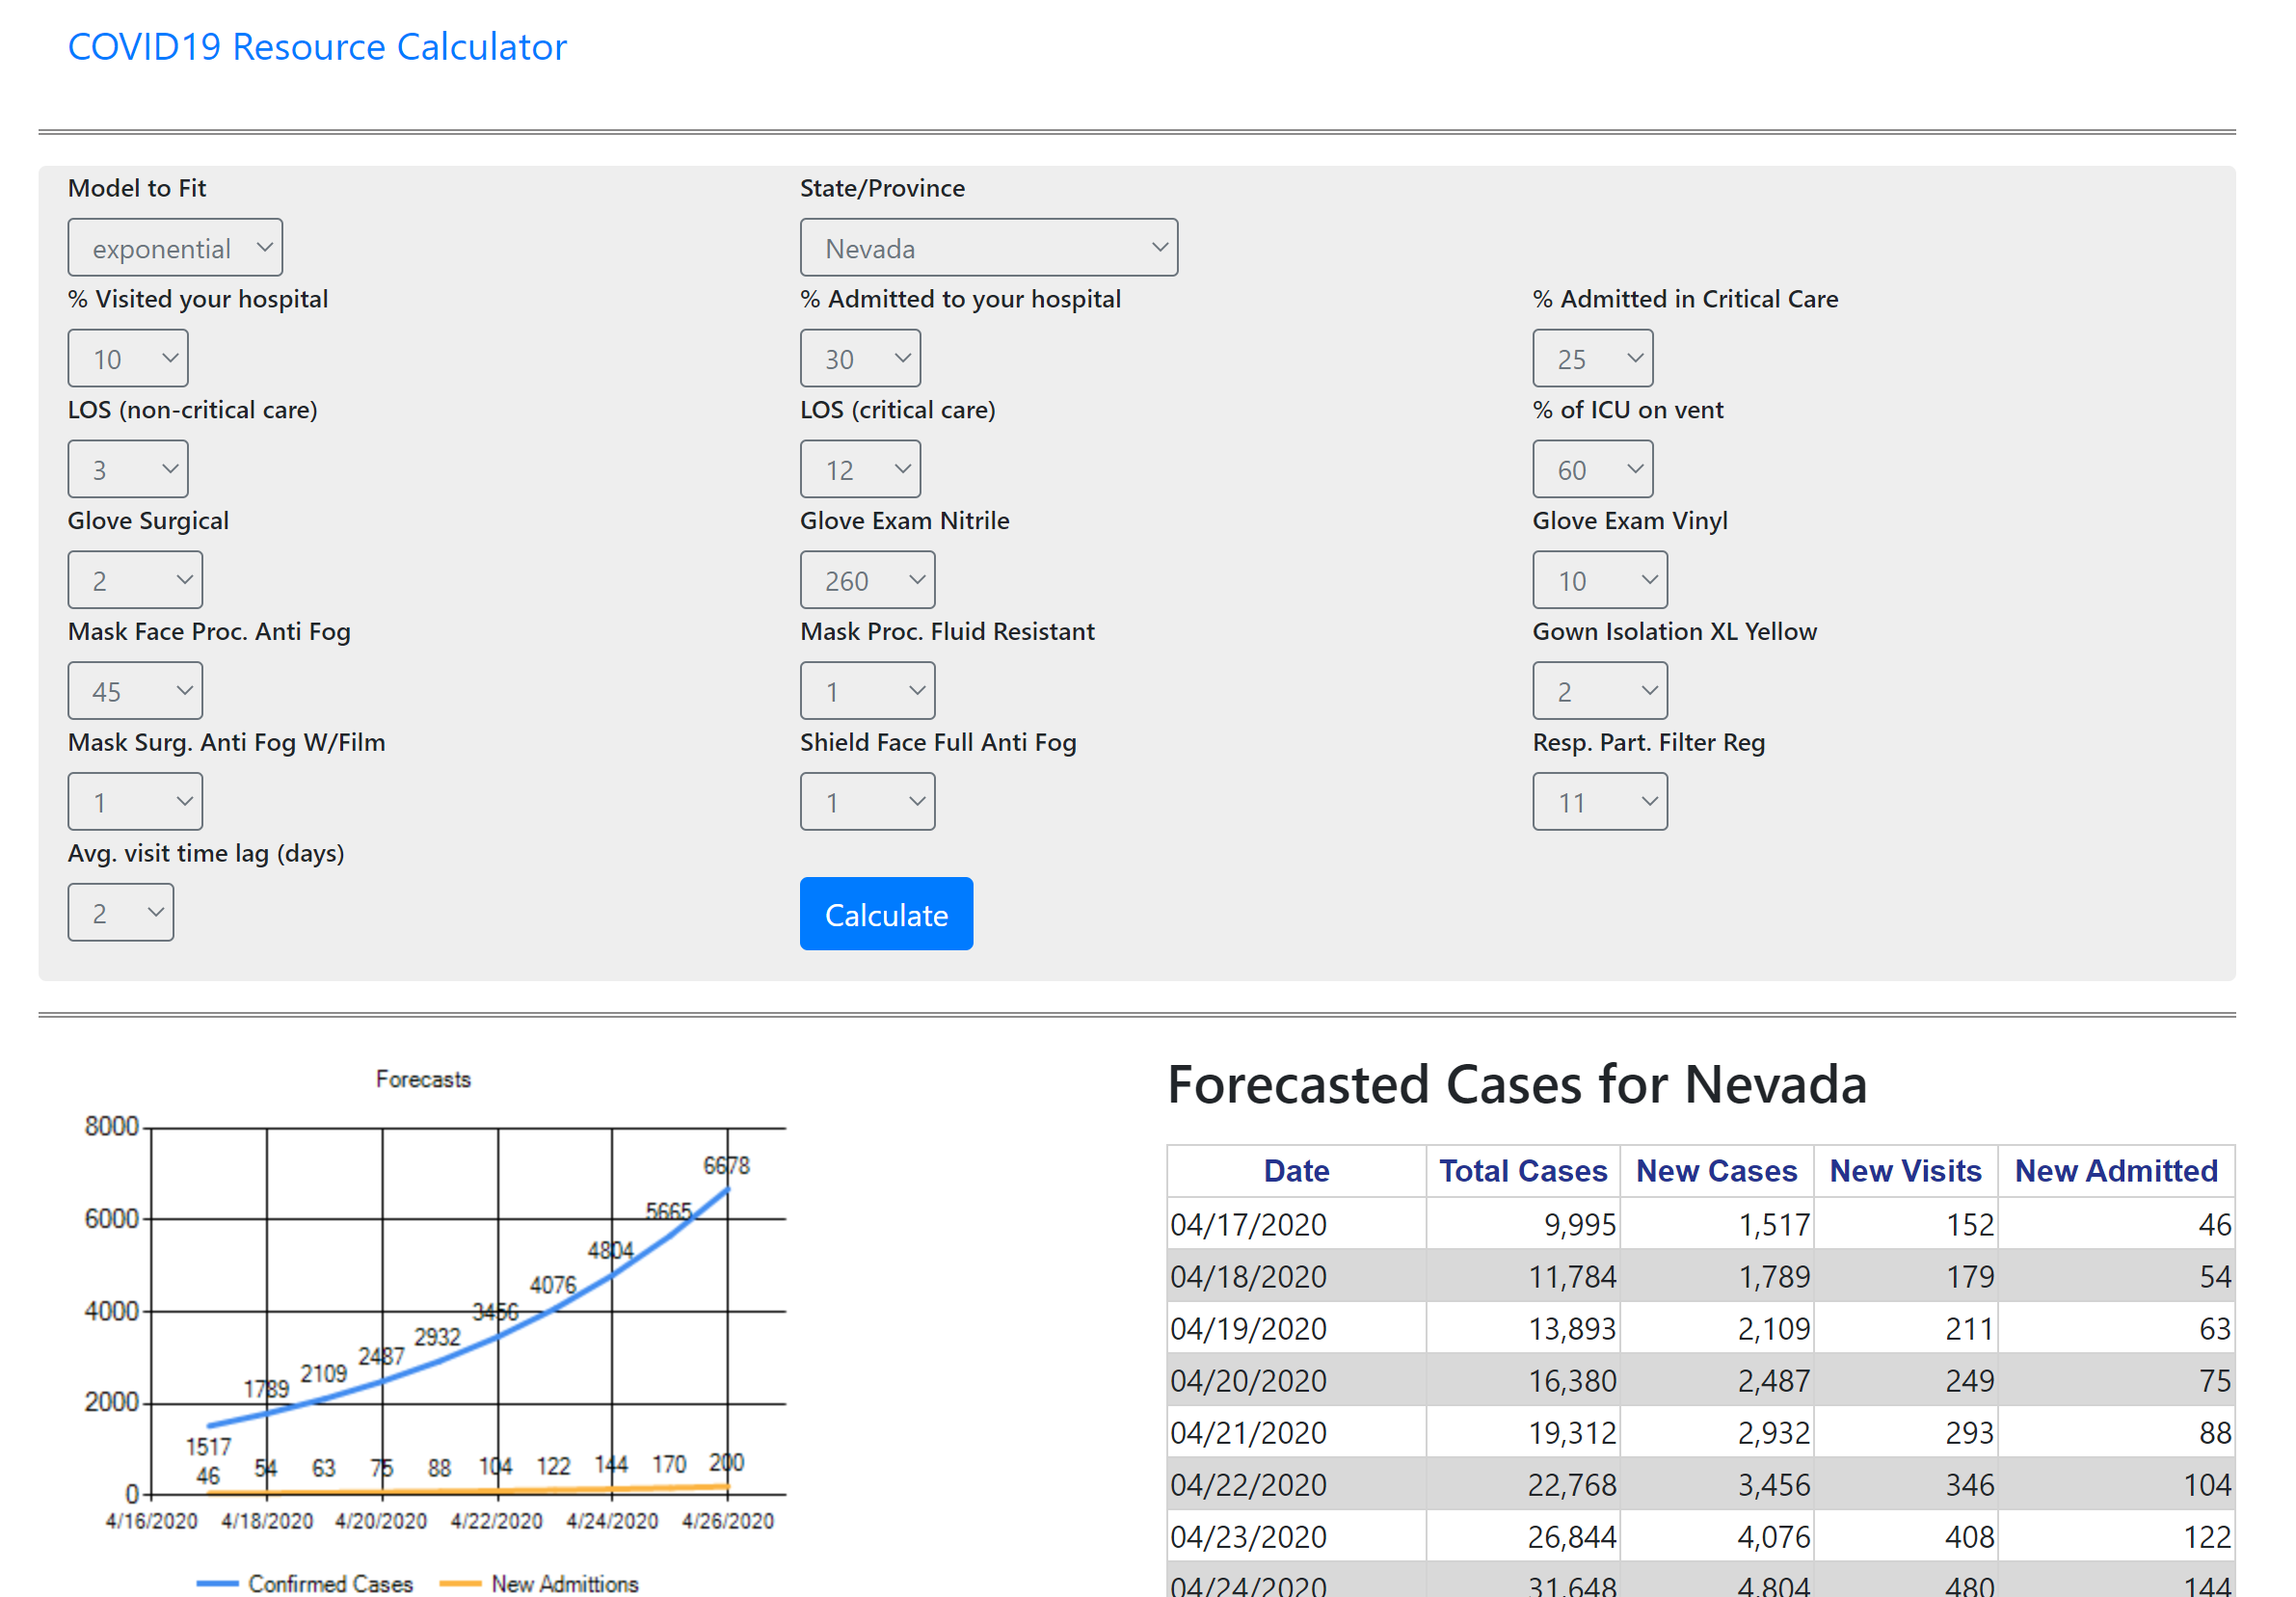 COVID19 Resource Calculator
Model to Fit State/Province
exponential Nevada
% Visited your hospital % Admitted to your hospital % Admitted in Critical Care
10 30 25
LOS (non-critical care) LOS (critical care) % of ICU on vent
3 12 60
Glove Surgical Glove Exam Nitrile Glove Exam Vinyl
2 260 10
Mask Face Proc. Anti Fog Mask Proc. Fluid Resistant Gown Isolation XL Yellow
45 1 2
Mask Surg. Anti Fog W/Film Shield Face Full Anti Fog Resp. Part. Filter Reg
1 1 11
Avg. visit time lag (days)
2 Calculate
Forecasts
8000
6678
6000 5665
4804
4076
4000 3456
2932
2487
2109
2000 1789
1517
46 54 63 75 88 104 122 144 170 200
0
4/16/2020 4/18/2020 4/20/2020 4/22/2020 4/24/2020 4/26/2020
Confirmed Cases New Admittions
Forecasted Cases for Nevada
Date Total Cases New Cases New Visits New Admitted
04/17/2020 9,995 1,517 152 46
04/18/2020 11,784 1,789 179 54
04/19/2020 13,893 2,109 211 63
04/20/2020 16,380 2,487 249 75
04/21/2020 19,312 2,932 293 88
04/22/2020 22,768 3,456 346 104
04/23/2020 26,844 4,076 408 122
04/24/2020 31,648 4,804 480 144